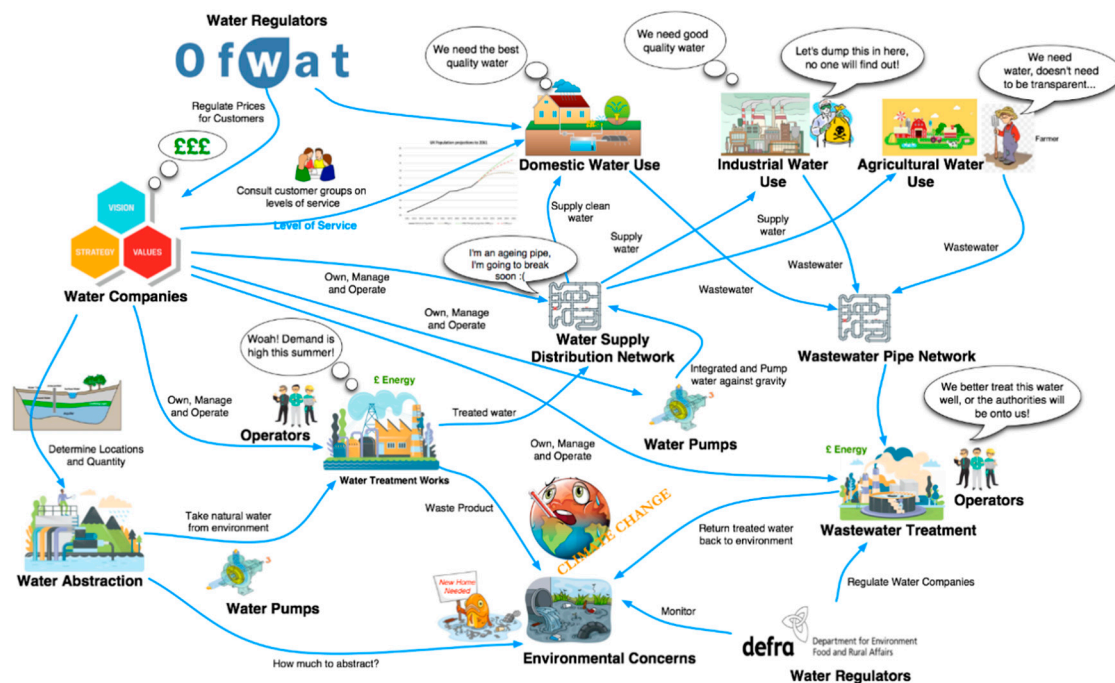 Water Regulators
Ofwat
We need the best
quality water
We need good
quality water
Let's dump this in here,
no one will find out!
We need
water, doesn't need
to be transparent...
Regulate Prices
for Customers
£££
Farmer
Domestic Water Use
Industrial Water
Use
Agricultural Water
Use
Consult customer groups on
levels of service
Level of Service
VISION
STRATEGY
VALUES
Water Companies
Supply clean
water
Supply
water
Supply
water
Wastewater
Wastewater
Wastewater
I'm an ageing pipe,
I'm going to break
soon :(
Own, Manage
and Operate
Own, Manage
and Operate
Water Supply
Distribution Network
Wastewater Pipe Network
Woah! Demand is
high this summer!
£ Energy
Integrated and Pump
water against gravity
We better treat this water
well, or the authorities will
be onto us!
Own, Manage
and Operate
Operators
Treated water
Water Pumps
Determine Locations
and Quantity
Water Treatment Works
Own, Manage
and Operate
£ Energy
Operators
Take natural water
from environment
Waste Product
CLIMATE CHANGE
Return treated water
back to environment
Wastewater Treatment
Water Abstraction
Water Pumps
New Home
Needed
Regulate Water Companies
Monitor
defra
Department for Environment
Food and Rural Affairs
How much to abstract?
Environmental Concerns
Water Regulators